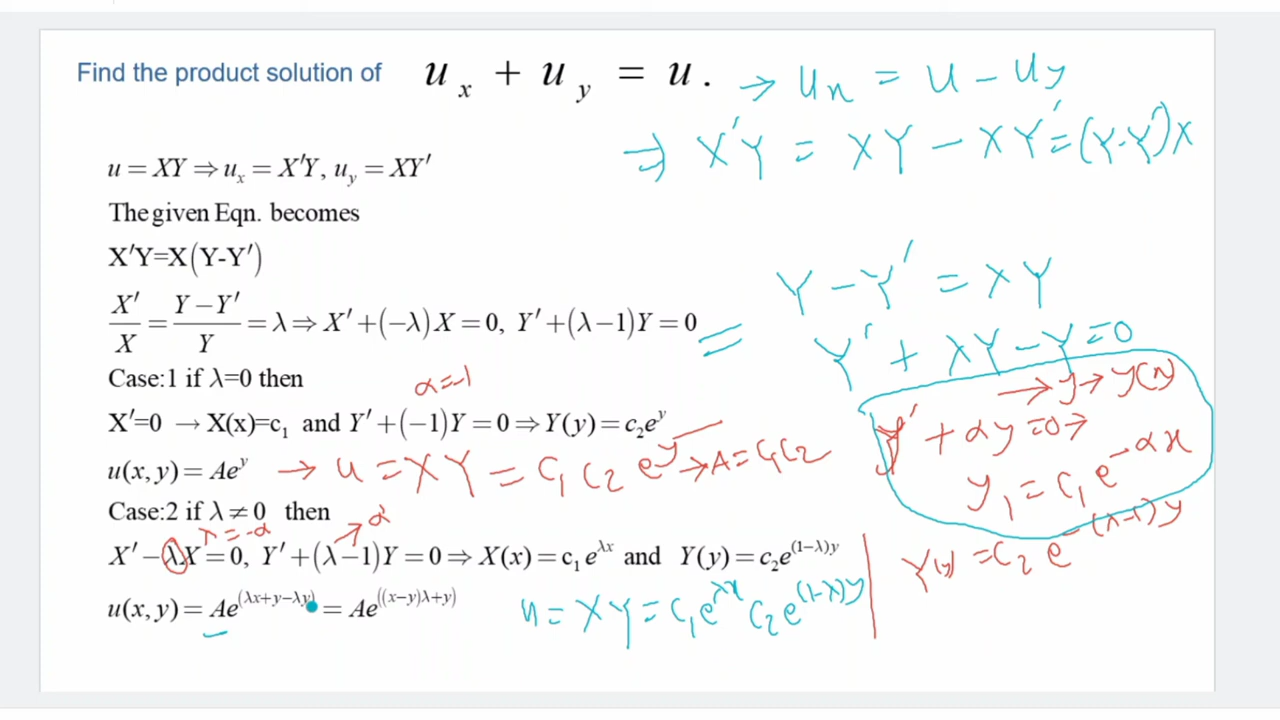 Find the product solution of u_x + u_y = u. → u_x = u - u_y
⇒ X'Y = XY - XY' = (Y-Y')X
u = XY ⇒ u_x = X'Y, u_y = XY'
The given Eqn. becomes
X'Y=X(Y-Y')
Y - Y' = λY
X'/X = (Y-Y')/Y = λ ⇒ X'+(-λ)X = 0, Y'+(λ-1)Y = 0
= Y' + λY - Y = 0
Case:1 if λ=0 then
α=-1
→ y → y(x)
X'=0 → X(x)=c₁ and Y'+(-1)Y = 0 ⇒ Y(y) = c₂e^y
y' + αy = 0 →
u(x,y) = Ae^y → u = XY = C₁C₂e^y → A = C₁C₂
y₁ = c₁e^{-αx}
Case:2 if λ ≠ 0 then
λ=-α
α
X' - λX = 0, Y'+(λ-1)Y = 0 ⇒ X(x) = c₁e^{λx} and Y(y) = c₂e^{(1-λ)y}
Y(y) = C₂e^{-(λ-1)y}
u(x,y) = Ae^{(λx+y-λy)} = Ae^{((x-y)λ+y)}
u = XY = C₁e^{λx} C₂e^{(1-λ)y}